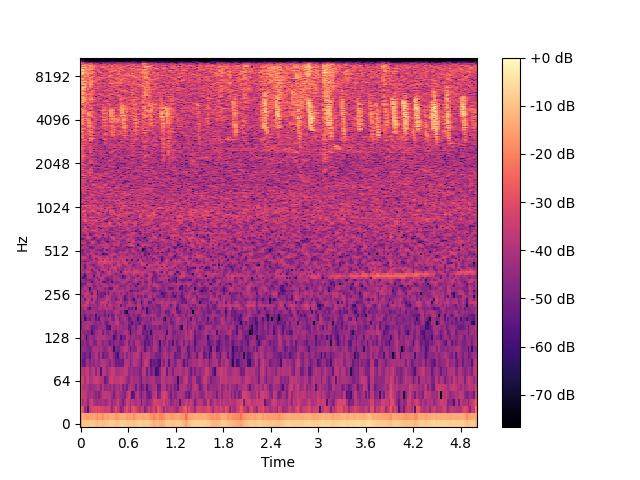 8192
4096
2048
1024
512
256
128
64
0
Hz
0 0.6 1.2 1.8 2.4 3 3.6 4.2 4.8
Time
+0 dB
-10 dB
-20 dB
-30 dB
-40 dB
-50 dB
-60 dB
-70 dB